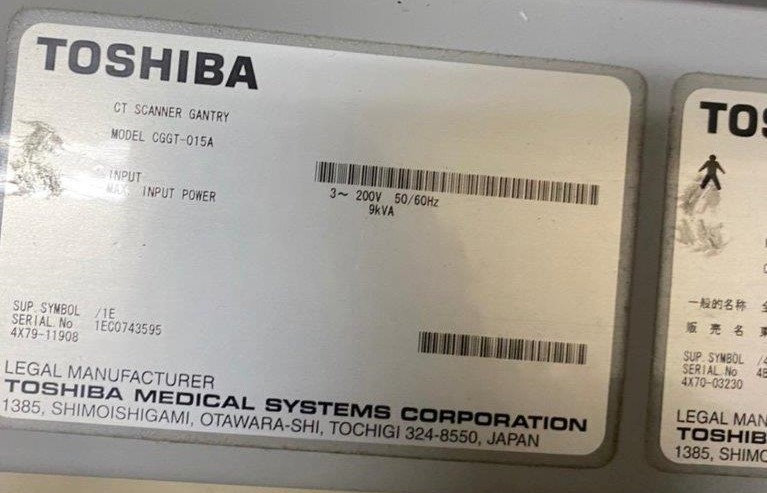 TOSHIBA
CT SCANNER GANTRY
MODEL CGGT-015A
INPUT 3~ 200V 50/60Hz
MAX. INPUT POWER 9kVA
SUP. SYMBOL /1E
SERIAL No 1EC0743595
4X79-11908
LEGAL MANUFACTURER
TOSHIBA MEDICAL SYSTEMS CORPORATION
1385, SHIMOISHIGAMI, OTAWARA-SHI, TOCHIGI 324-8550, JAPAN
TOS
一般的名称
販売名
SUP. SYMBOL
SERIAL. No
4X70-03230
LEGAL MAN
TOSHIB
1385, SHIMO